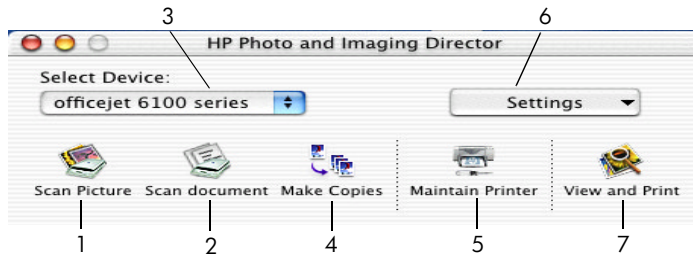 3
6
HP Photo and Imaging Director
Select Device:
officejet 6100 series
Settings
Scan Picture
Scan document
Make Copies
Maintain Printer
View and Print
1
2
4
5
7